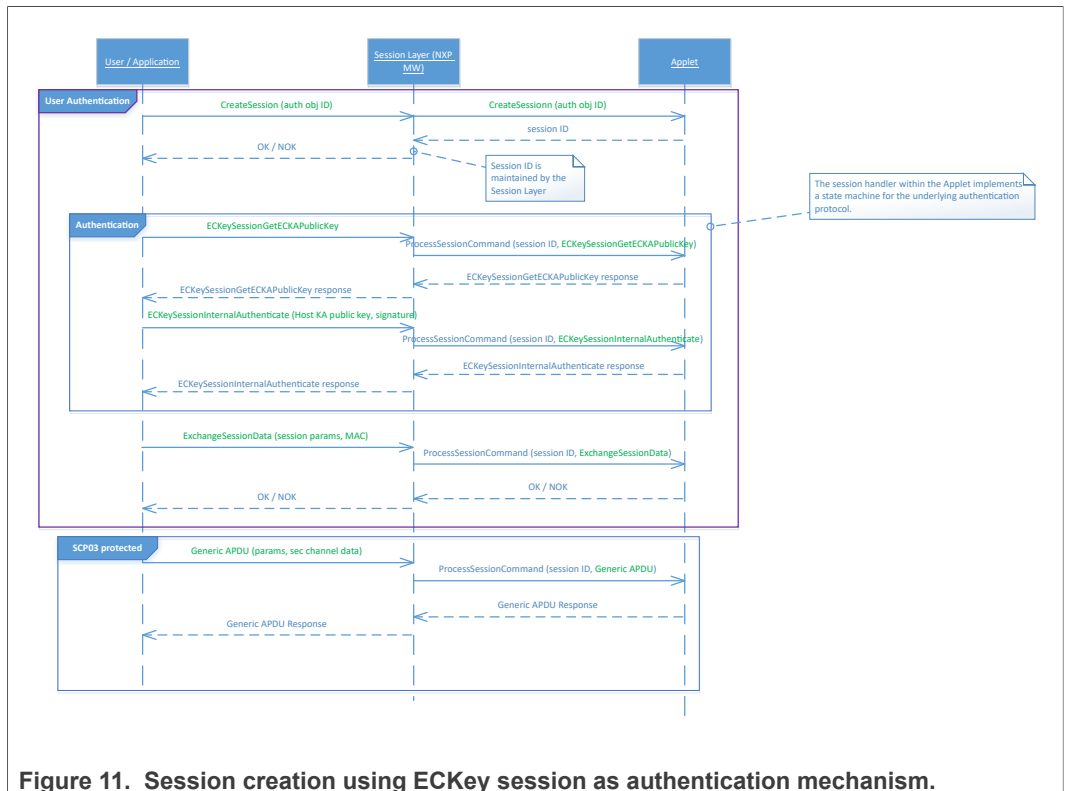 User / Application
Session Layer (NXP
MW)
Applet
User Authentication
CreateSession (auth obj ID)
CreateSessionn (auth obj ID)
session ID
OK / NOK
Session ID is
maintained by the
Session Layer
The session handler within the Applet implements
a state machine for the underlying authentication
protocol.
Authentication
ECKeySessionGetECKAPublicKey
ProcessSessionCommand (session ID, ECKeySessionGetECKAPublicKey)
ECKeySessionGetECKAPublicKey response
ECKeySessionGetECKAPublicKey response
ECKeySessionInternalAuthenticate (Host KA public key, signature)
ProcessSessionCommand (session ID, ECKeySessionInternalAuthenticate)
ECKeySessionInternalAuthenticate response
ECKeySessionInternalAuthenticate response
ExchangeSessionData (session params, MAC)
ProcessSessionCommand (session ID, ExchangeSessionData)
OK / NOK
OK / NOK
SCP03 protected
Generic APDU (params, sec channel data)
ProcessSessionCommand (session ID, Generic APDU)
Generic APDU Response
Generic APDU Response
Figure 11. Session creation using ECKey session as authentication mechanism.